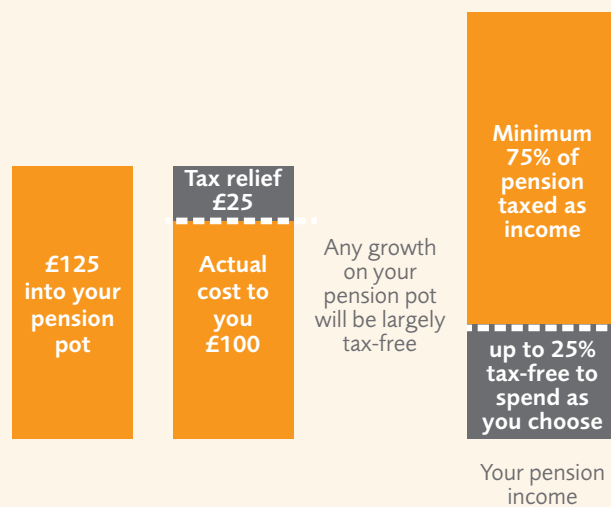 £125
into your
pension
pot
Tax relief
£25
Actual
cost to
you
£100
Any growth
on your
pension pot
will be largely
tax-free
Minimum
75% of
pension
taxed as
income
up to 25%
tax-free to
spend as
you choose
Your pension
income